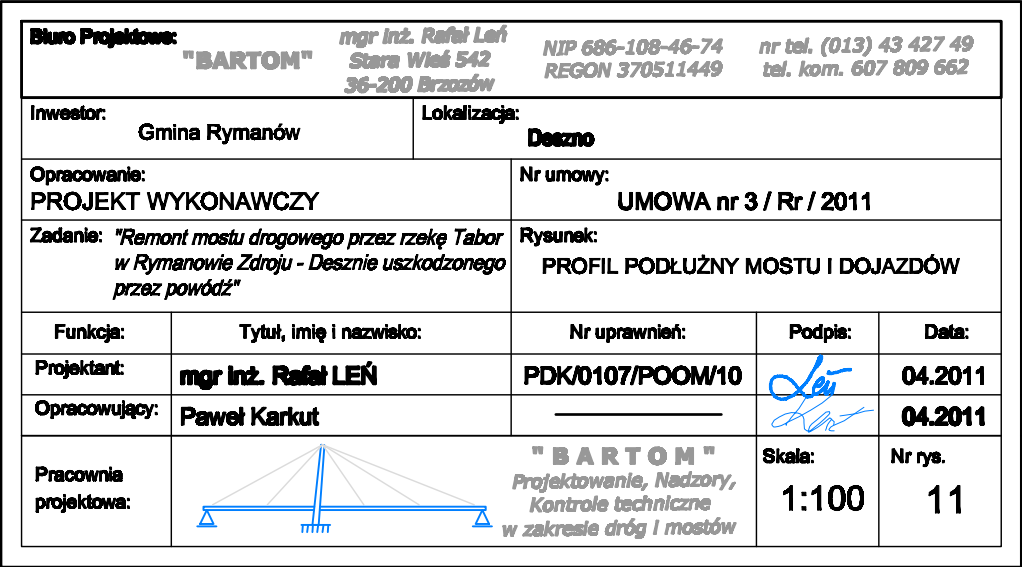 Biuro Projektowe:
"BARTOM"
mgr inż. Rafał Leń
Stara Wieś 542
36-200 Brzozów
NIP 686-108-46-74
REGON 370511449
nr tel. (013) 43 427 49
tel. kom. 607 809 662
Inwestor:
Gmina Rymanów
Lokalizacja:
Deszno
Opracowanie:
PROJEKT WYKONAWCZY
Nr umowy:
UMOWA nr 3 / Rr / 2011
Zadanie: "Remont mostu drogowego przez rzekę Tabor
w Rymanowie Zdroju - Desznie uszkodzonego
przez powódź"
Rysunek:
PROFIL PODŁUŻNY MOSTU I DOJAZDÓW
Funkcja: Tytuł, imię i nazwisko: Nr uprawnień: Podpis: Data:
Projektant: mgr inż. Rafał LEŃ PDK/0107/POOM/10 Leń 04.2011
Opracowujący: Paweł Karkut 04.2011
Pracownia
projektowa:
"BARTOM"
Projektowanie, Nadzory,
Kontrole techniczne
w zakresie dróg i mostów
Skala:
1:100
Nr rys.
11